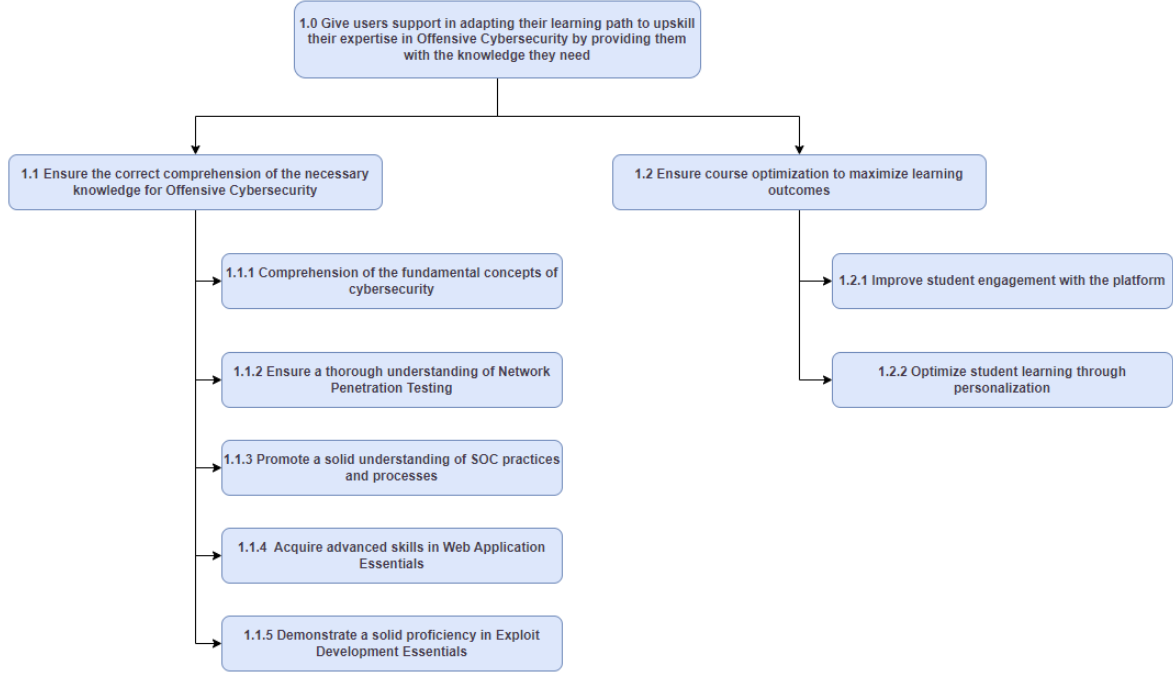 1.0 Give users support in adapting their learning path to upskill
their expertise in Offensive Cybersecurity by providing them
with the knowledge they need
1.1 Ensure the correct comprehension of the necessary
knowledge for Offensive Cybersecurity
1.2 Ensure course optimization to maximize learning
outcomes
1.1.1 Comprehension of the fundamental concepts of
cybersecurity
1.2.1 Improve student engagement with the platform
1.1.2 Ensure a thorough understanding of Network
Penetration Testing
1.2.2 Optimize student learning through
personalization
1.1.3 Promote a solid understanding of SOC practices
and processes
1.1.4 Acquire advanced skills in Web Application
Essentials
1.1.5 Demonstrate a solid proficiency in Exploit
Development Essentials